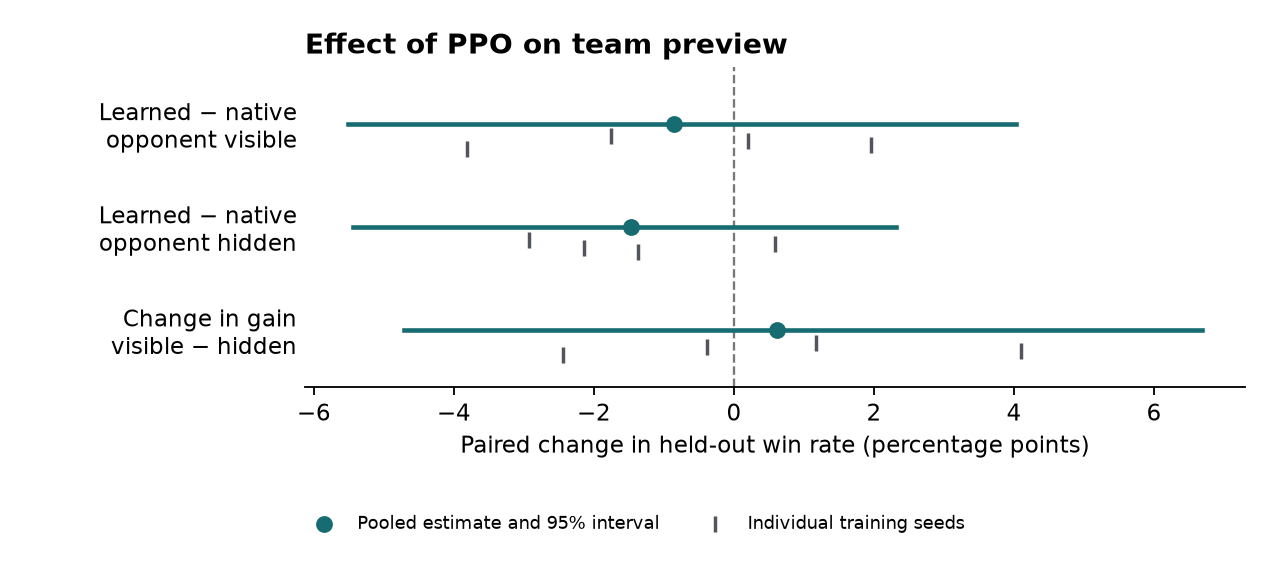 Effect of PPO on team preview
Learned − native
opponent visible
Learned − native
opponent hidden
Change in gain
visible − hidden
−6 −4 −2 0 2 4 6
Paired change in held-out win rate (percentage points)
Pooled estimate and 95% interval Individual training seeds